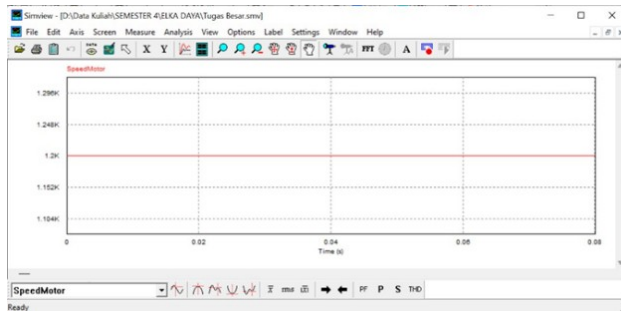 Simview - [D:\Data Kuliah\SEMESTER 4\ELKA DAYA\Tugas Besar.smv]
File Edit Axis Screen Measure Analysis View Options Label Settings Window Help
X Y FFT A
SpeedMotor
1.296K
1.248K
1.2K
1.152K
1.104K
0 0.02 0.04 0.06 0.08
Time (s)
SpeedMotor x rms PF P S THD
Ready